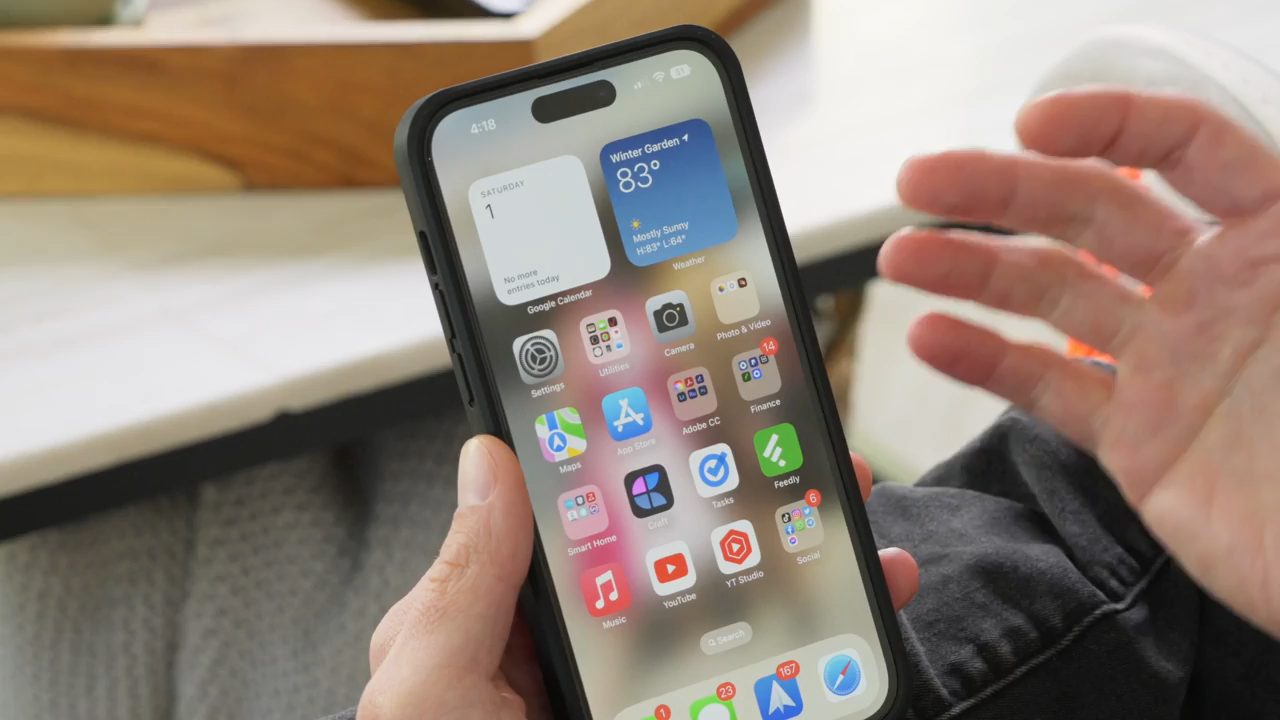 4:18
51
SATURDAY
1
No more
entries today
Google Calendar
Winter Garden
83°
Mostly Sunny
H:83° L:64°
Weather
Settings
Utilities
Camera
Photo & Video
Maps
App Store
Adobe CC
14
Finance
Smart Home
Craft
Tasks
Feedly
Music
YouTube
YT Studio
6
Social
Search
1
23
167